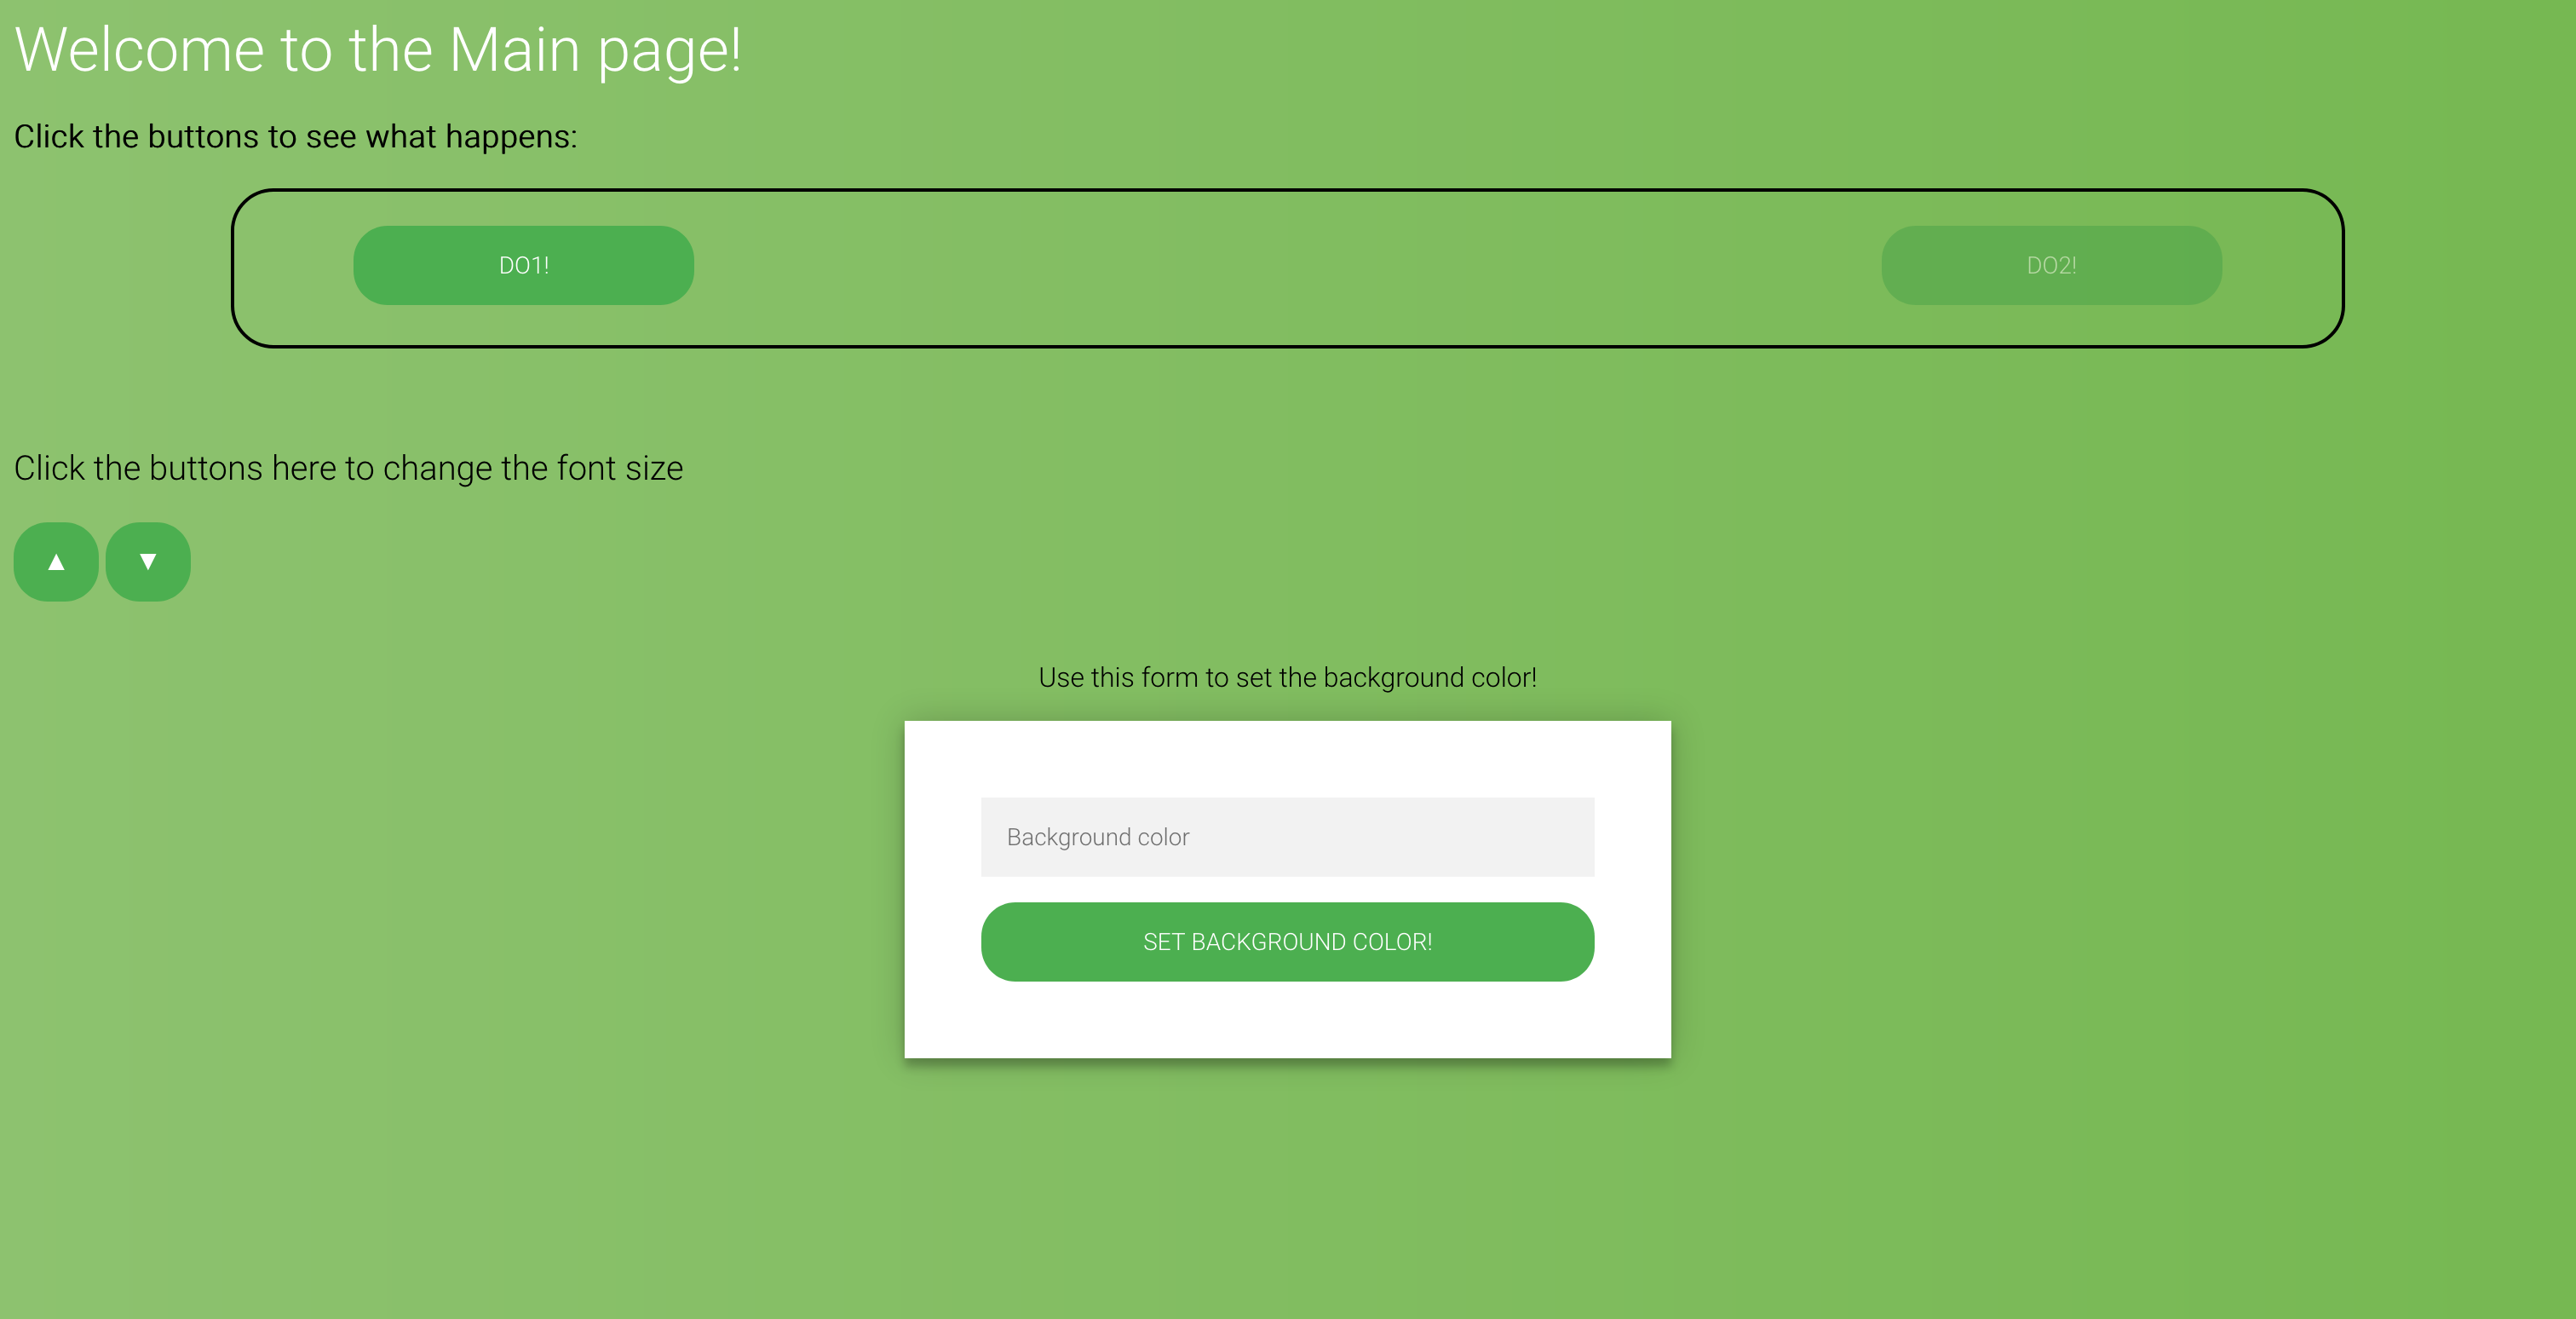 Welcome to the Main page!
Click the buttons to see what happens:
DO1! DO2!
Click the buttons here to change the font size
▲ ▼
Use this form to set the background color!
Background color
SET BACKGROUND COLOR!